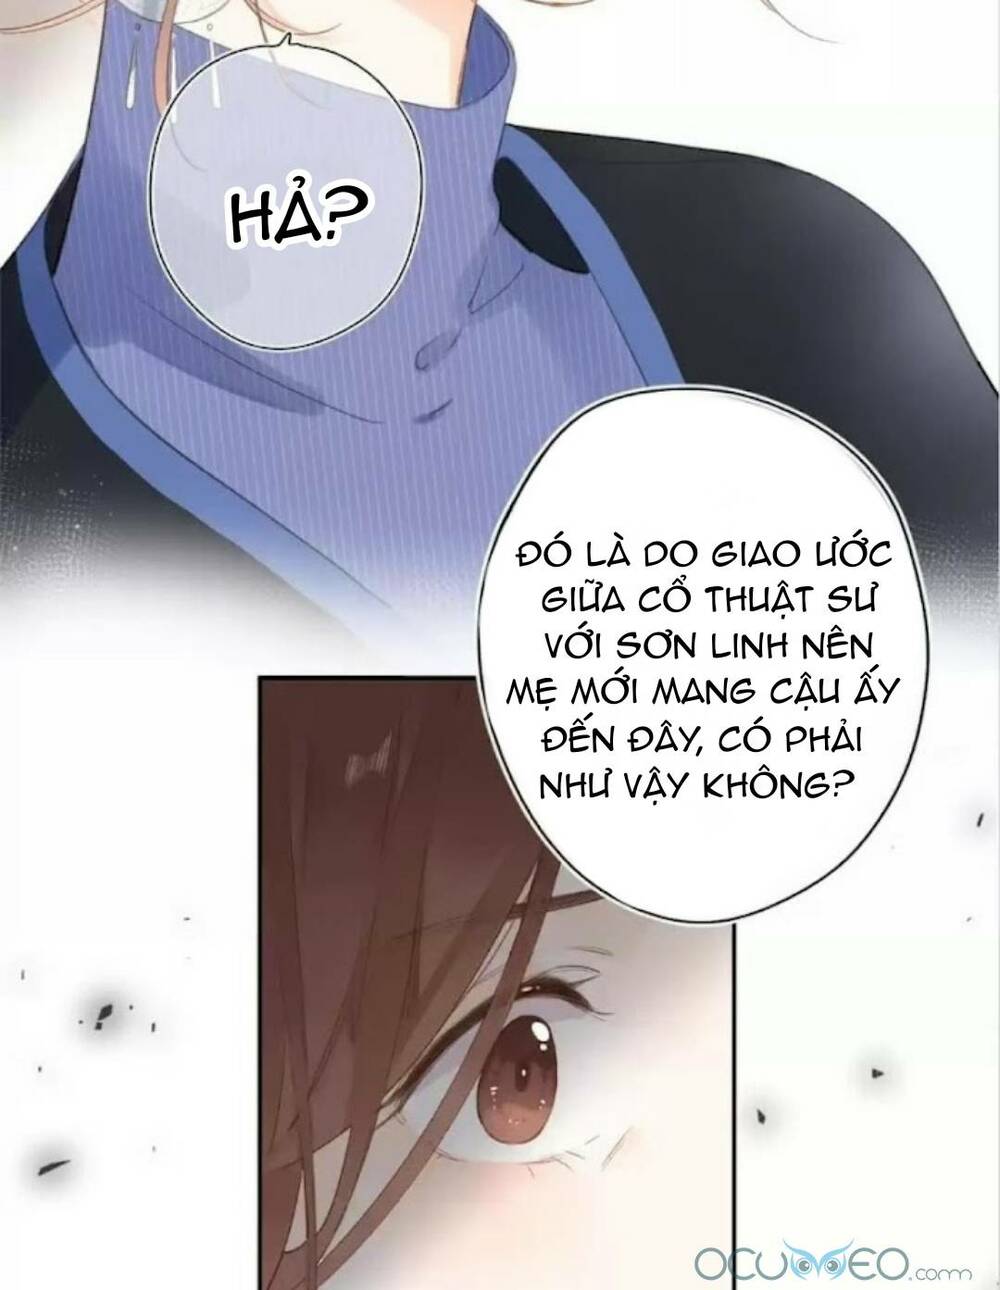 HẢ?
ĐÓ LÀ DO GIAO ƯỚC
GIỮA CỔ THUẬT SƯ
VỚI SƠN LINH NÊN
MẸ MỚI MANG CẬU ẤY
ĐẾN ĐÂY, CÓ PHẢI
NHƯ VẬY KHÔNG?
OCUMEO.com